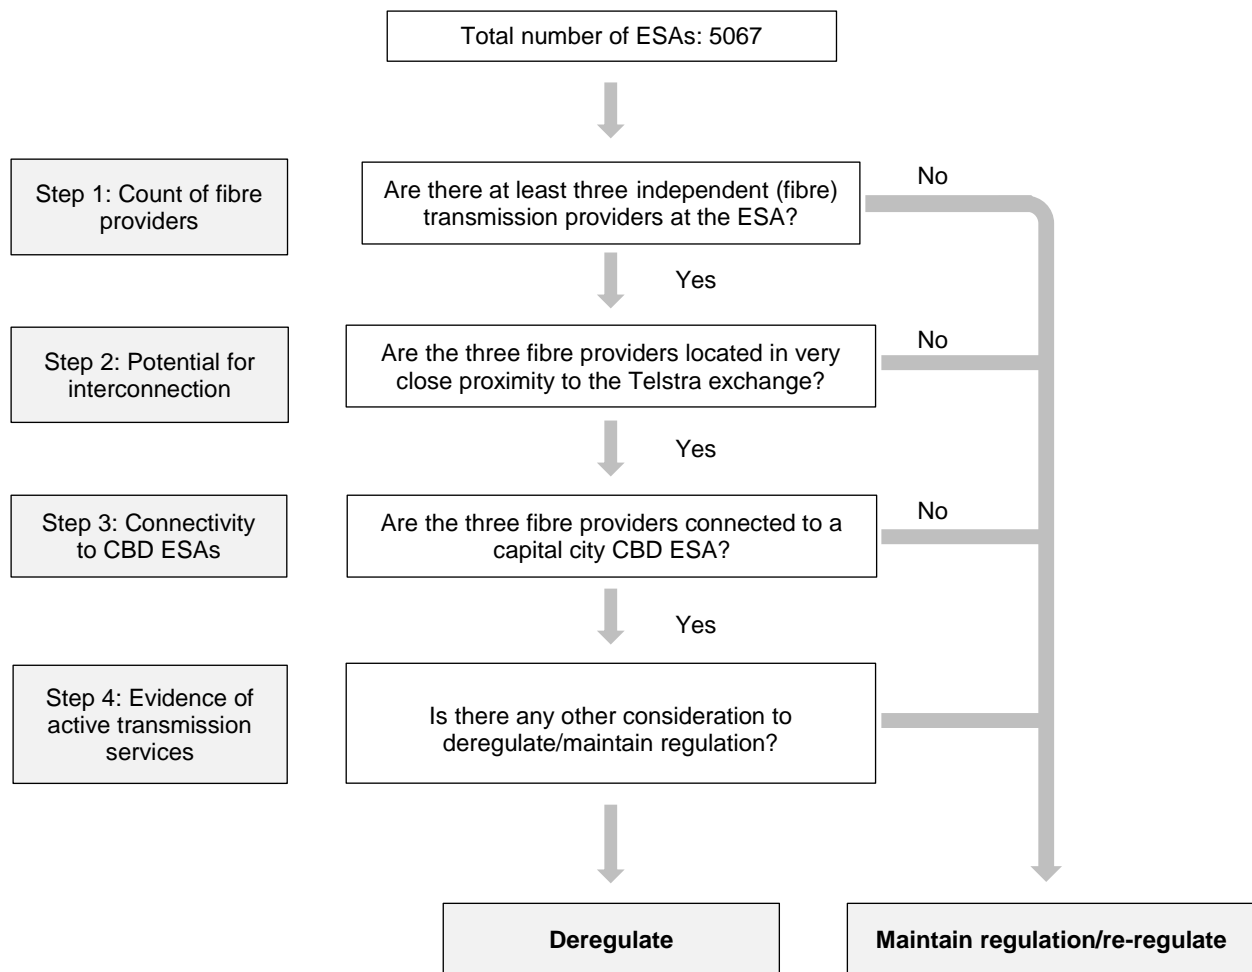 Total number of ESAs: 5067
Step 1: Count of fibre
providers
Are there at least three independent (fibre)
transmission providers at the ESA?
No
Yes
Step 2: Potential for
interconnection
Are the three fibre providers located in very
close proximity to the Telstra exchange?
No
Yes
Step 3: Connectivity
to CBD ESAs
Are the three fibre providers connected to a
capital city CBD ESA?
No
Yes
Step 4: Evidence of
active transmission
services
Is there any other consideration to
deregulate/maintain regulation?
Deregulate
Maintain regulation/re-regulate